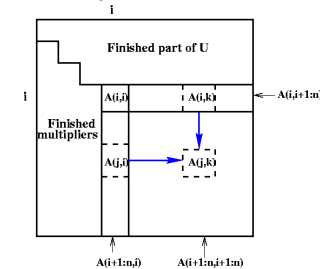 i
Finished part of U
i
A(i,i)
A(i,k)
A(i,i+1:n)
Finished
multipliers
A(j,i)
A(j,k)
A(i+1:n,i)
A(i+1:n,i+1:n)